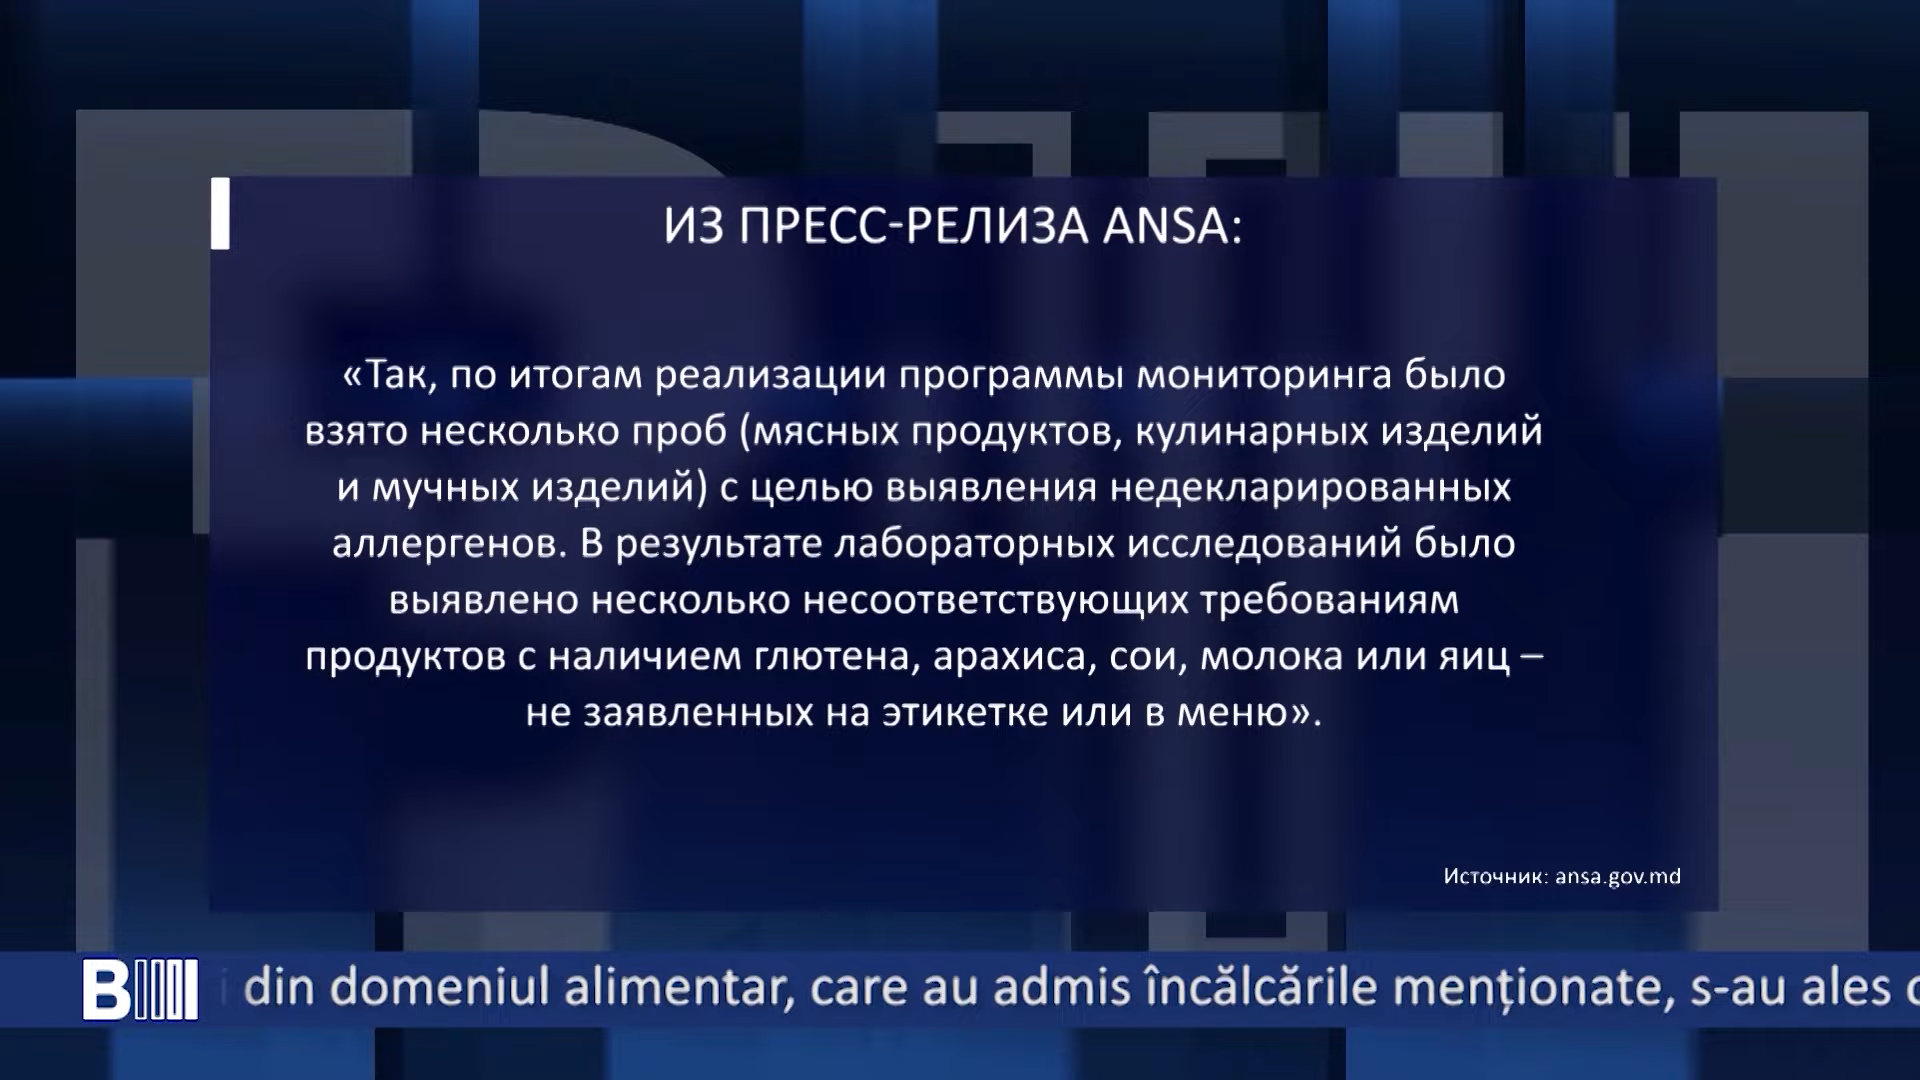 ИЗ ПРЕСС-РЕЛИЗА ANSA:
«Так, по итогам реализации программы мониторинга было
взято несколько проб (мясных продуктов, кулинарных изделий
и мучных изделий) с целью выявления недекларированных
аллергенов. В результате лабораторных исследований было
выявлено несколько несоответствующих требованиям
продуктов с наличием глютена, арахиса, сои, молока или яиц –
не заявленных на этикетке или в меню».
Источник: ansa.gov.md
din domeniul alimentar, care au admis încălcările menționate, s-au ales